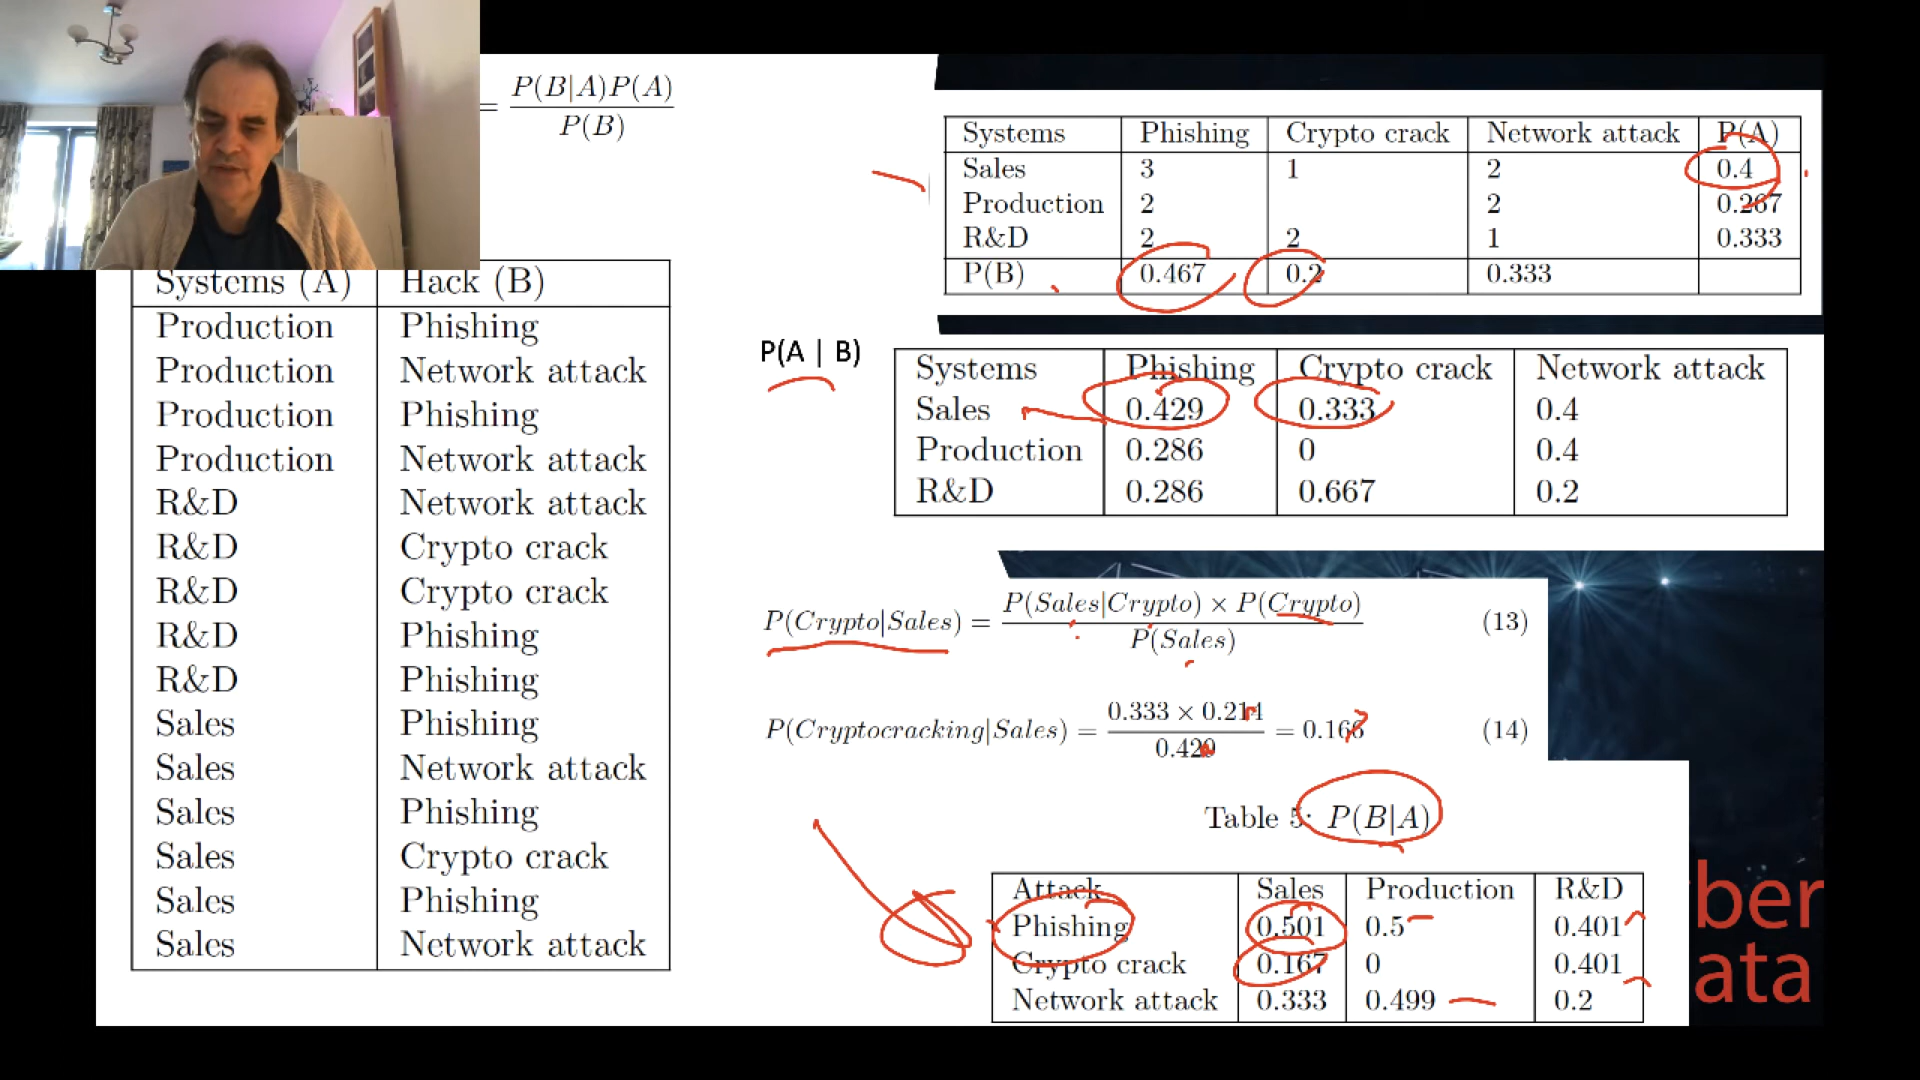 = P(B|A)P(A) / P(B)
Systems (A) Hack (B)
Production Phishing
Production Network attack
Production Phishing
Production Network attack
R&D Network attack
R&D Crypto crack
R&D Crypto crack
R&D Phishing
R&D Phishing
Sales Phishing
Sales Network attack
Sales Phishing
Sales Crypto crack
Sales Phishing
Sales Network attack
Systems Phishing Crypto crack Network attack P(A)
Sales 3 1 2 0.4
Production 2 2 0.267
R&D 2 2 1 0.333
P(B) 0.467 0.2 0.333
P(A | B)
Systems Phishing Crypto crack Network attack
Sales 0.429 0.333 0.4
Production 0.286 0 0.4
R&D 0.286 0.667 0.2
P(Crypto|Sales) = P(Sales|Crypto) × P(Crypto) / P(Sales) (13)
P(Cryptocracking|Sales) = 0.333 × 0.214 / 0.429 = 0.166 (14)
Table 5: P(B|A)
Attack Sales Production R&D
Phishing 0.501 0.5 0.401
Crypto crack 0.167 0 0.401
Network attack 0.333 0.499 0.2
ber
ata